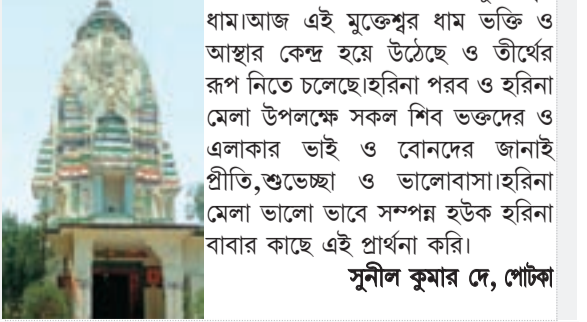 ধাম।আজ এই মুক্তেশ্বর ধাম ভক্তি ও
আস্থার কেন্দ্র হয়ে উঠেছে ও তীর্থের
রূপ নিতে চলেছে।হরিনা পরব ও হরিনা
মেলা উপলক্ষে সকল শিব ভক্তদের ও
এলাকার ভাই ও বোনদের জানাই
প্রীতি,শুভেচ্ছা ও ভালোবাসা।হরিনা
মেলা ভালো ভাবে সম্পন্ন হউক হরিনা
বাবার কাছে এই প্রার্থনা করি।
সুনীল কুমার দে, পোটকা